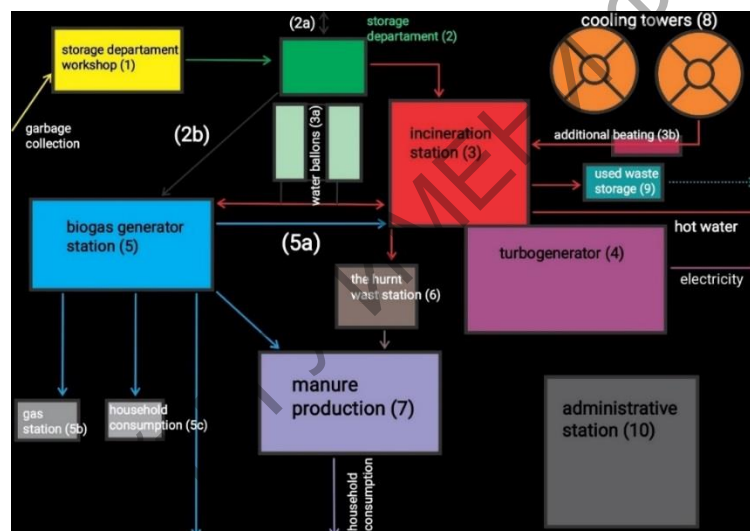 (2a)
storage
departament (2)
cooling towers (8)
storage departament
workshop (1)
garbage
collection
(2b)
water ballons (3a)
incineration
station (3)
additional beating (3b)
used waste
storage (9)
hot water
biogas generator
station (5)
(5a)
turbogenerator (4)
electricity
the hurnt
wast station (6)
manure
production (7)
gas
station (5b)
household
consumption (5c)
administrative
station (10)
household
consumption